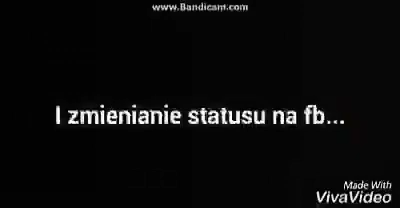 www.Bandicam.com
I zmienianie statusu na fb...
Made With
VivaVideo